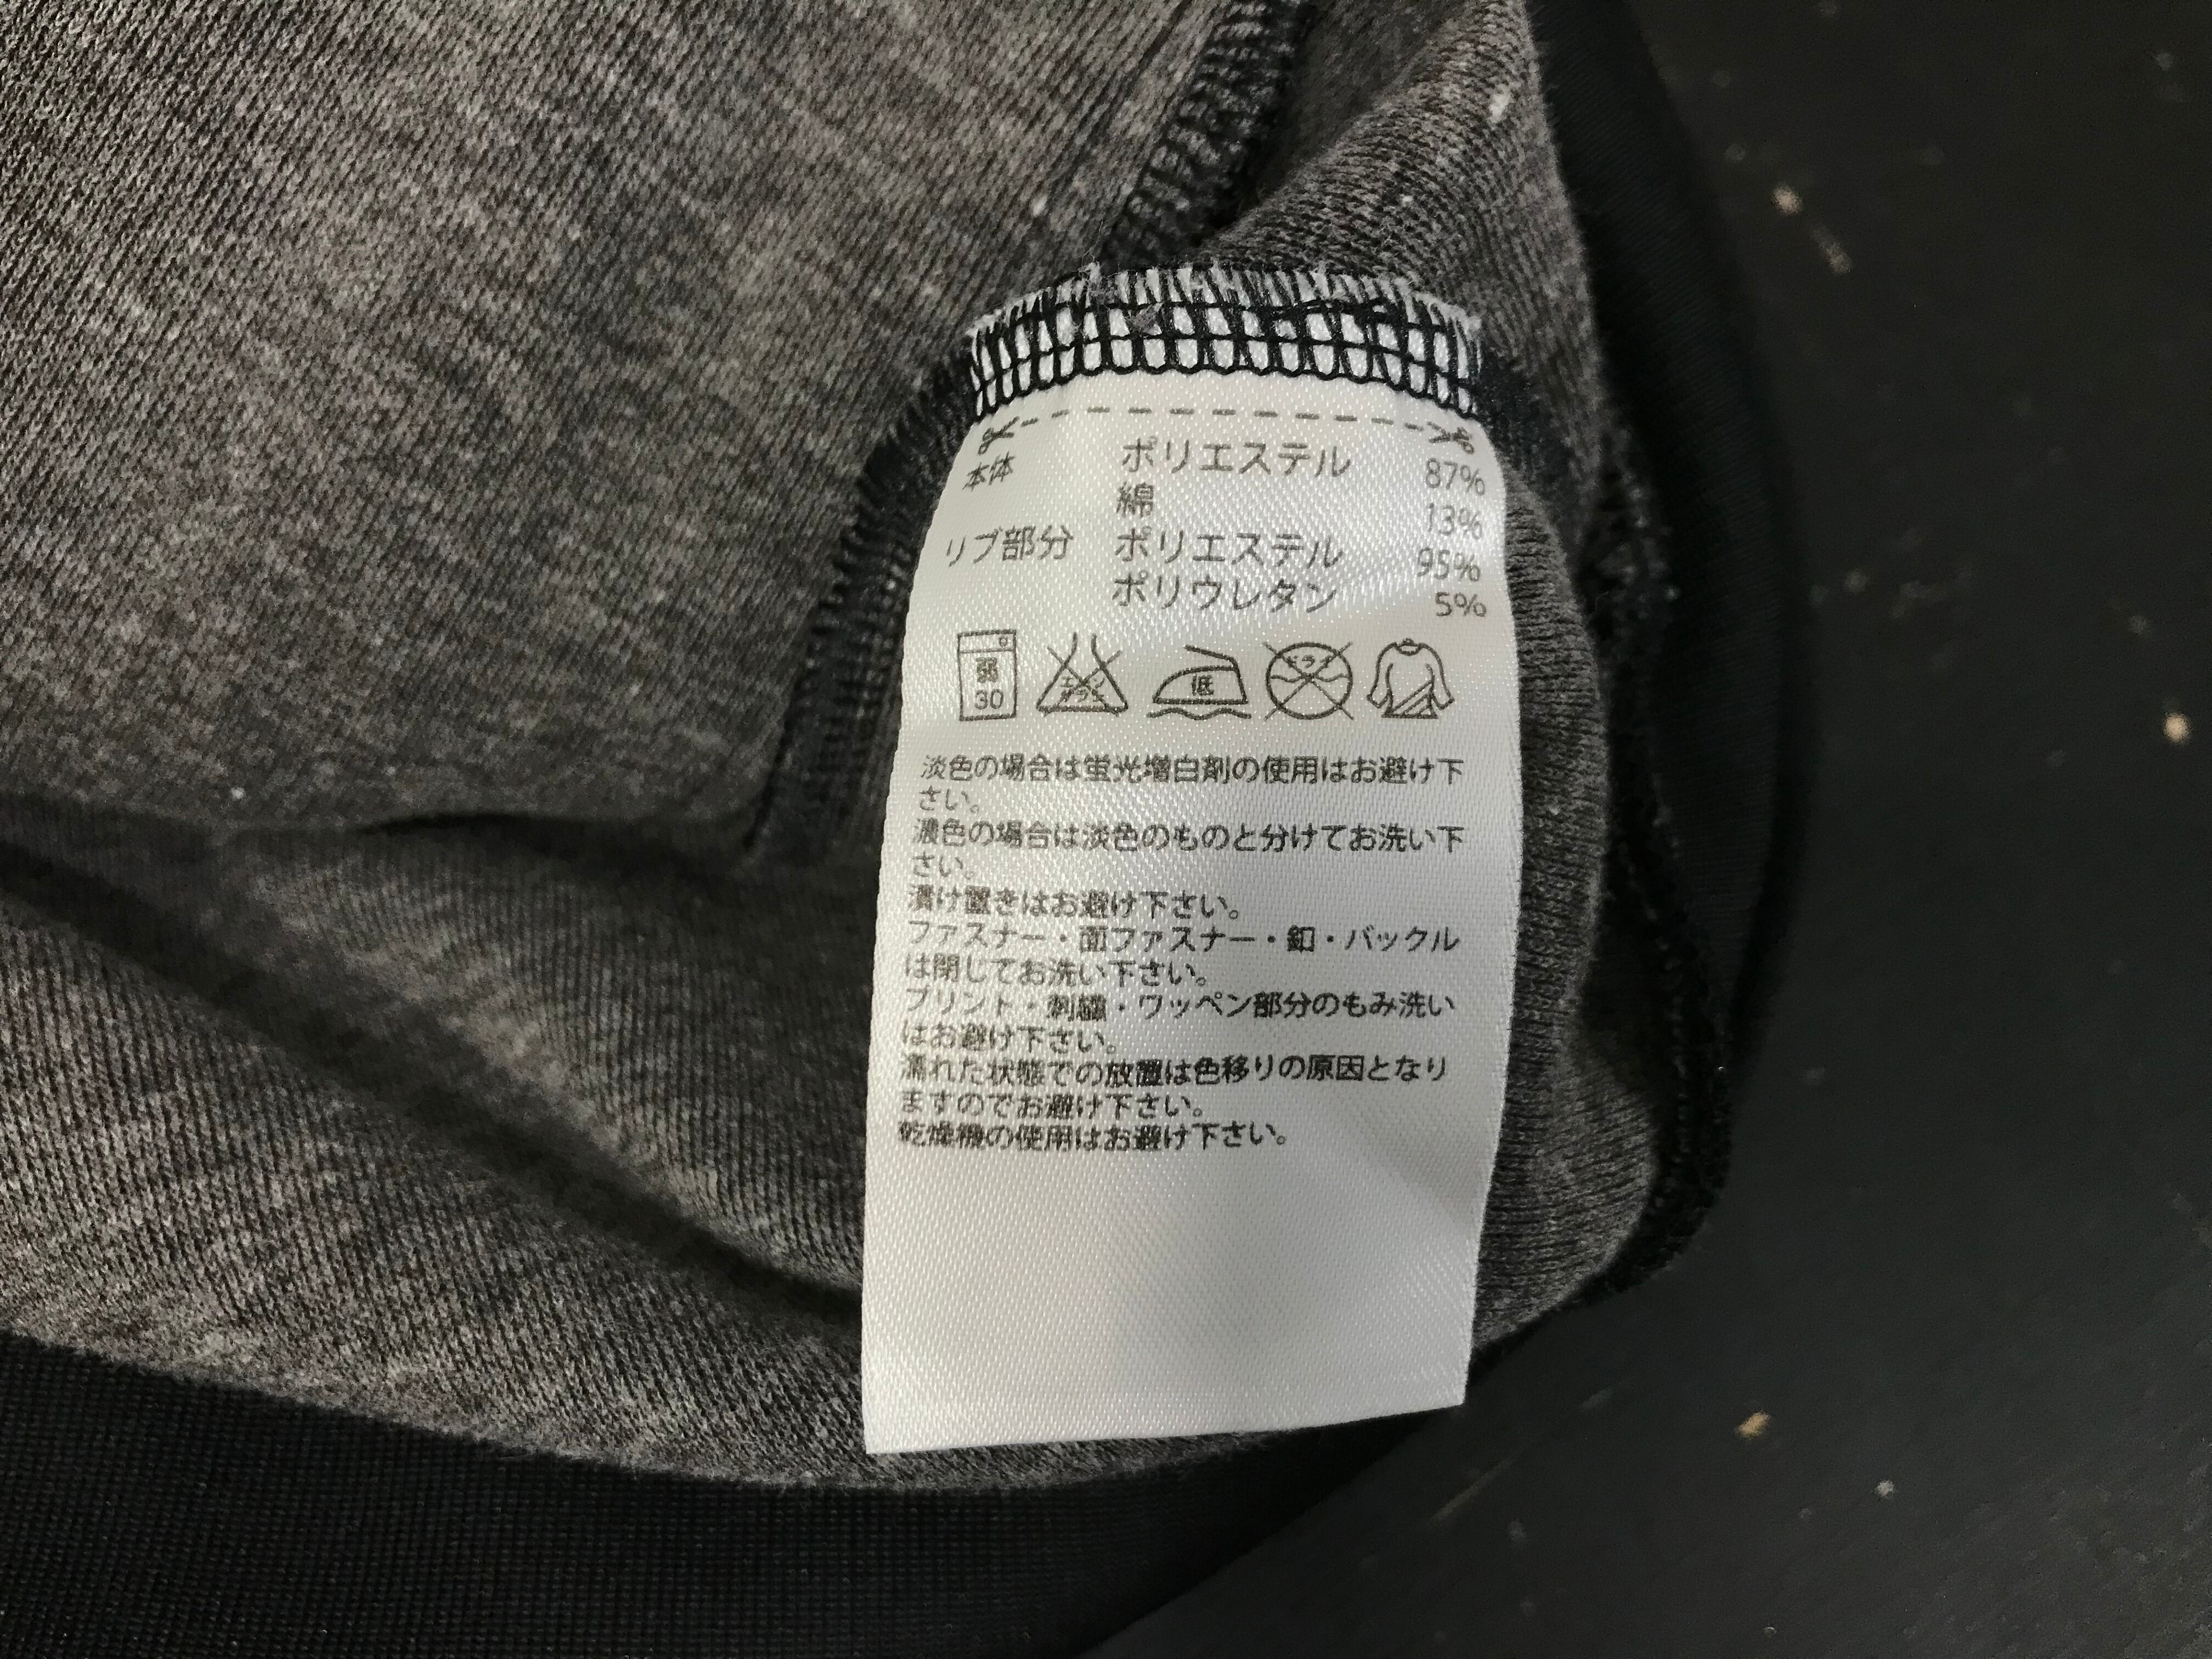 本体 ポリエステル 87%
綿 13%
リブ部分 ポリエステル 95%
ポリウレタン 5%
弱 30 エンソサラシ 低 ドライ
淡色の場合は蛍光増白剤の使用はお避け下
さい。
濃色の場合は淡色のものと分けてお洗い下
さい。
漬け置きはお避け下さい。
ファスナー・面ファスナー・釦・バックル
は閉じてお洗い下さい。
プリント・刺繍・ワッペン部分のもみ洗い
はお避け下さい。
濡れた状態での放置は色移りの原因となり
ますのでお避け下さい。
乾燥機の使用はお避け下さい。